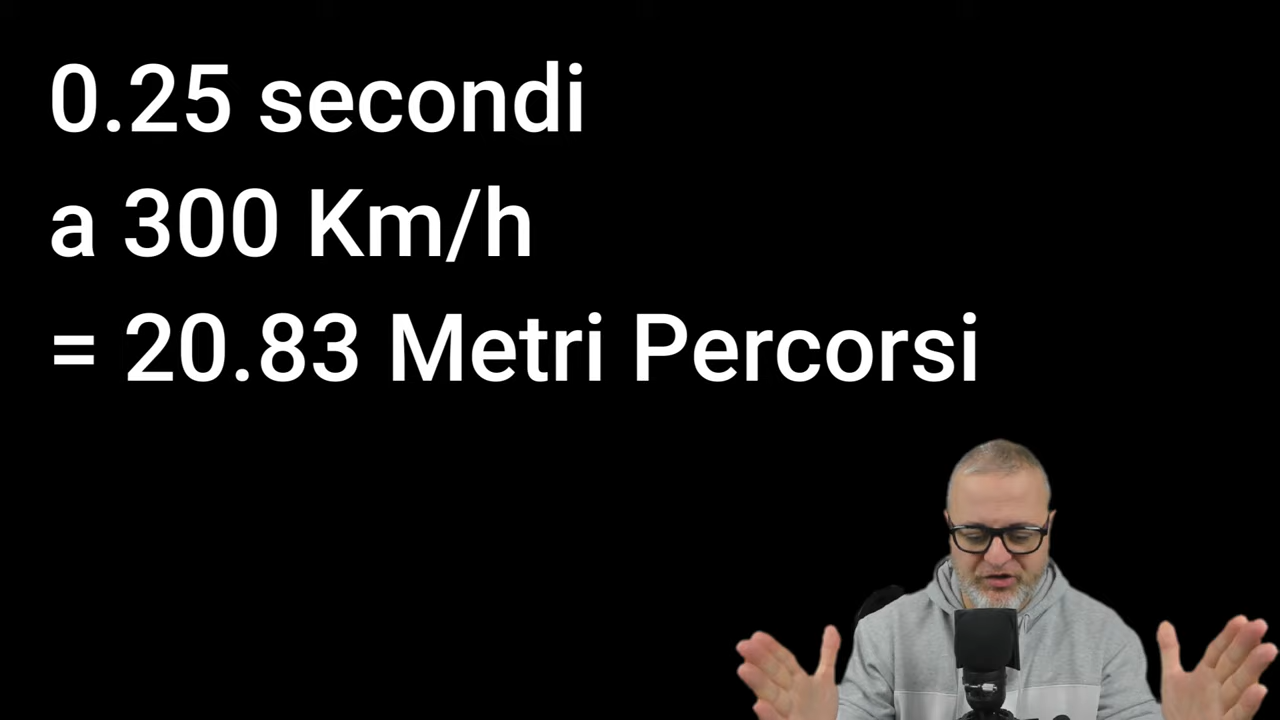 0.25 secondi
a 300 Km/h
= 20.83 Metri Percorsi